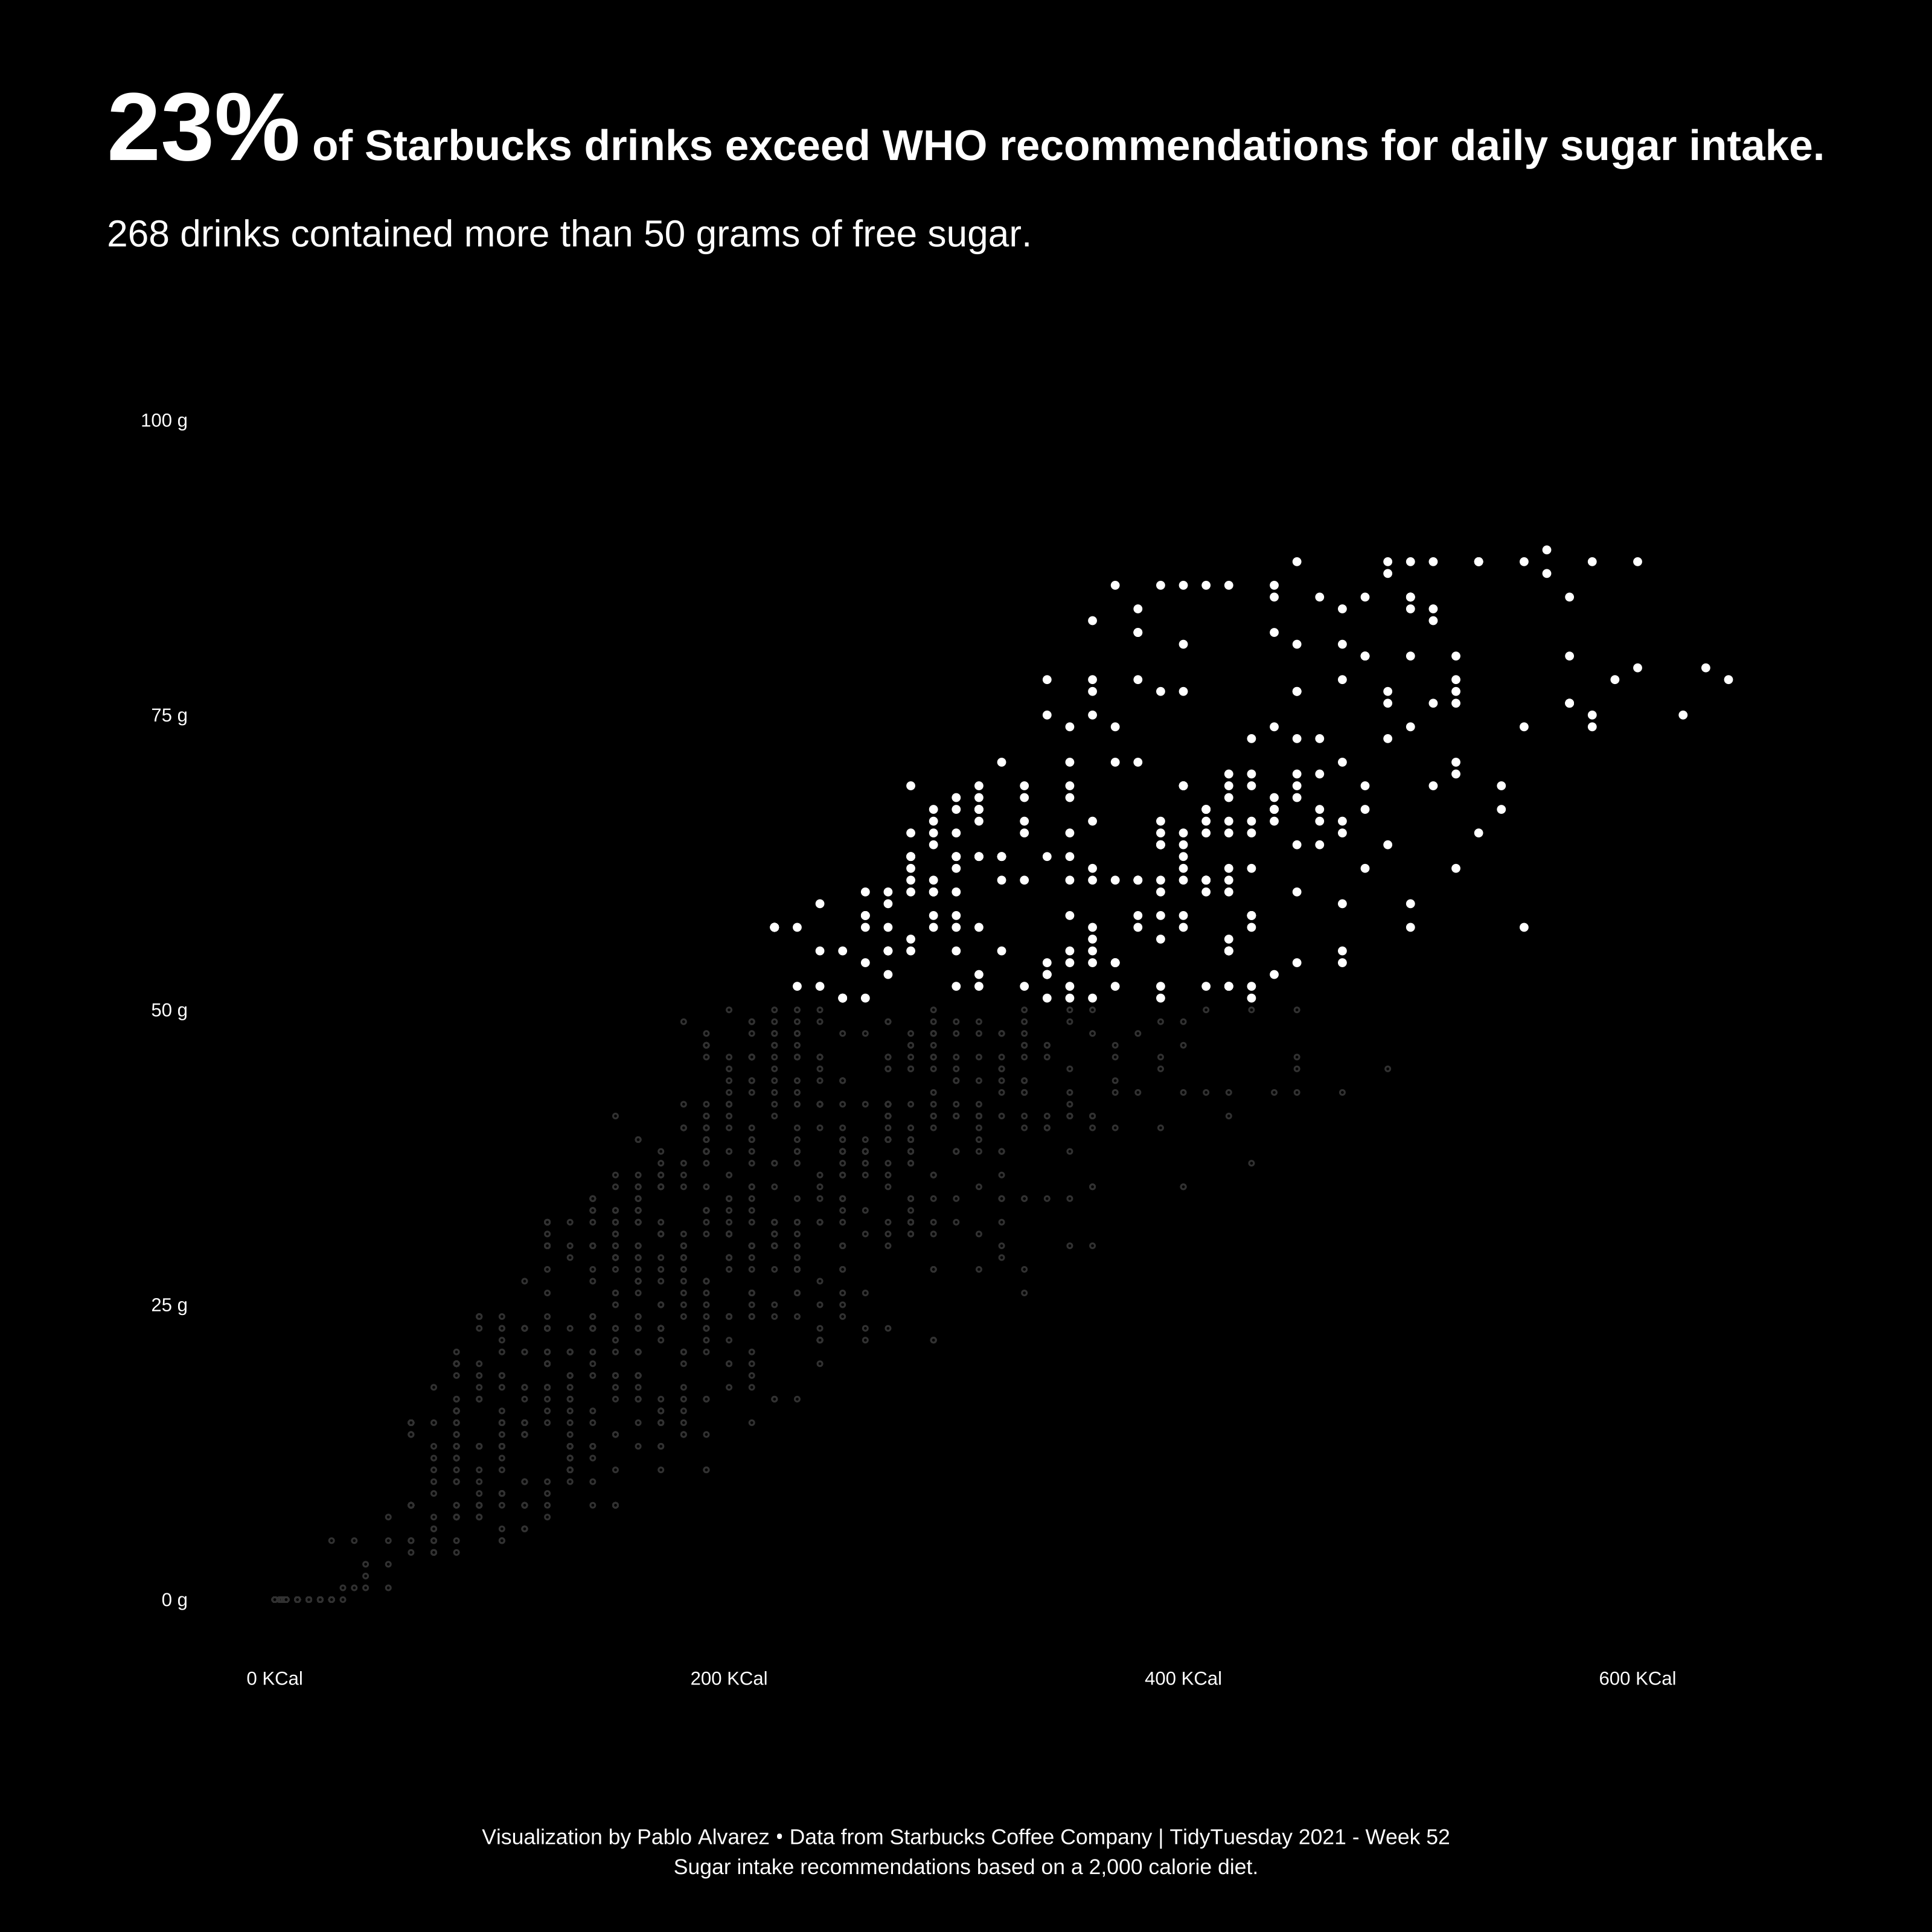 23% of Starbucks drinks exceed WHO recommendations for daily sugar intake.
268 drinks contained more than 50 grams of free sugar.
100 g
75 g
50 g
25 g
0 g
0 KCal
200 KCal
400 KCal
600 KCal
Visualization by Pablo Alvarez • Data from Starbucks Coffee Company | TidyTuesday 2021 - Week 52
Sugar intake recommendations based on a 2,000 calorie diet.